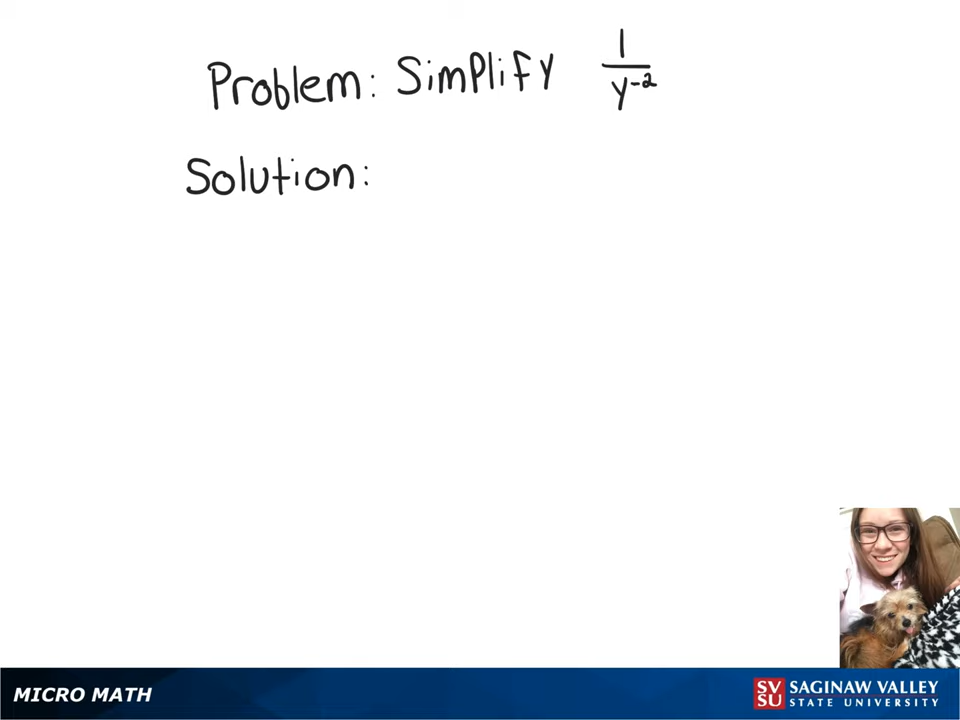 Problem: Simplify 1/y⁻²
Solution:
MICRO MATH
SVSU SAGINAW VALLEY STATE UNIVERSITY